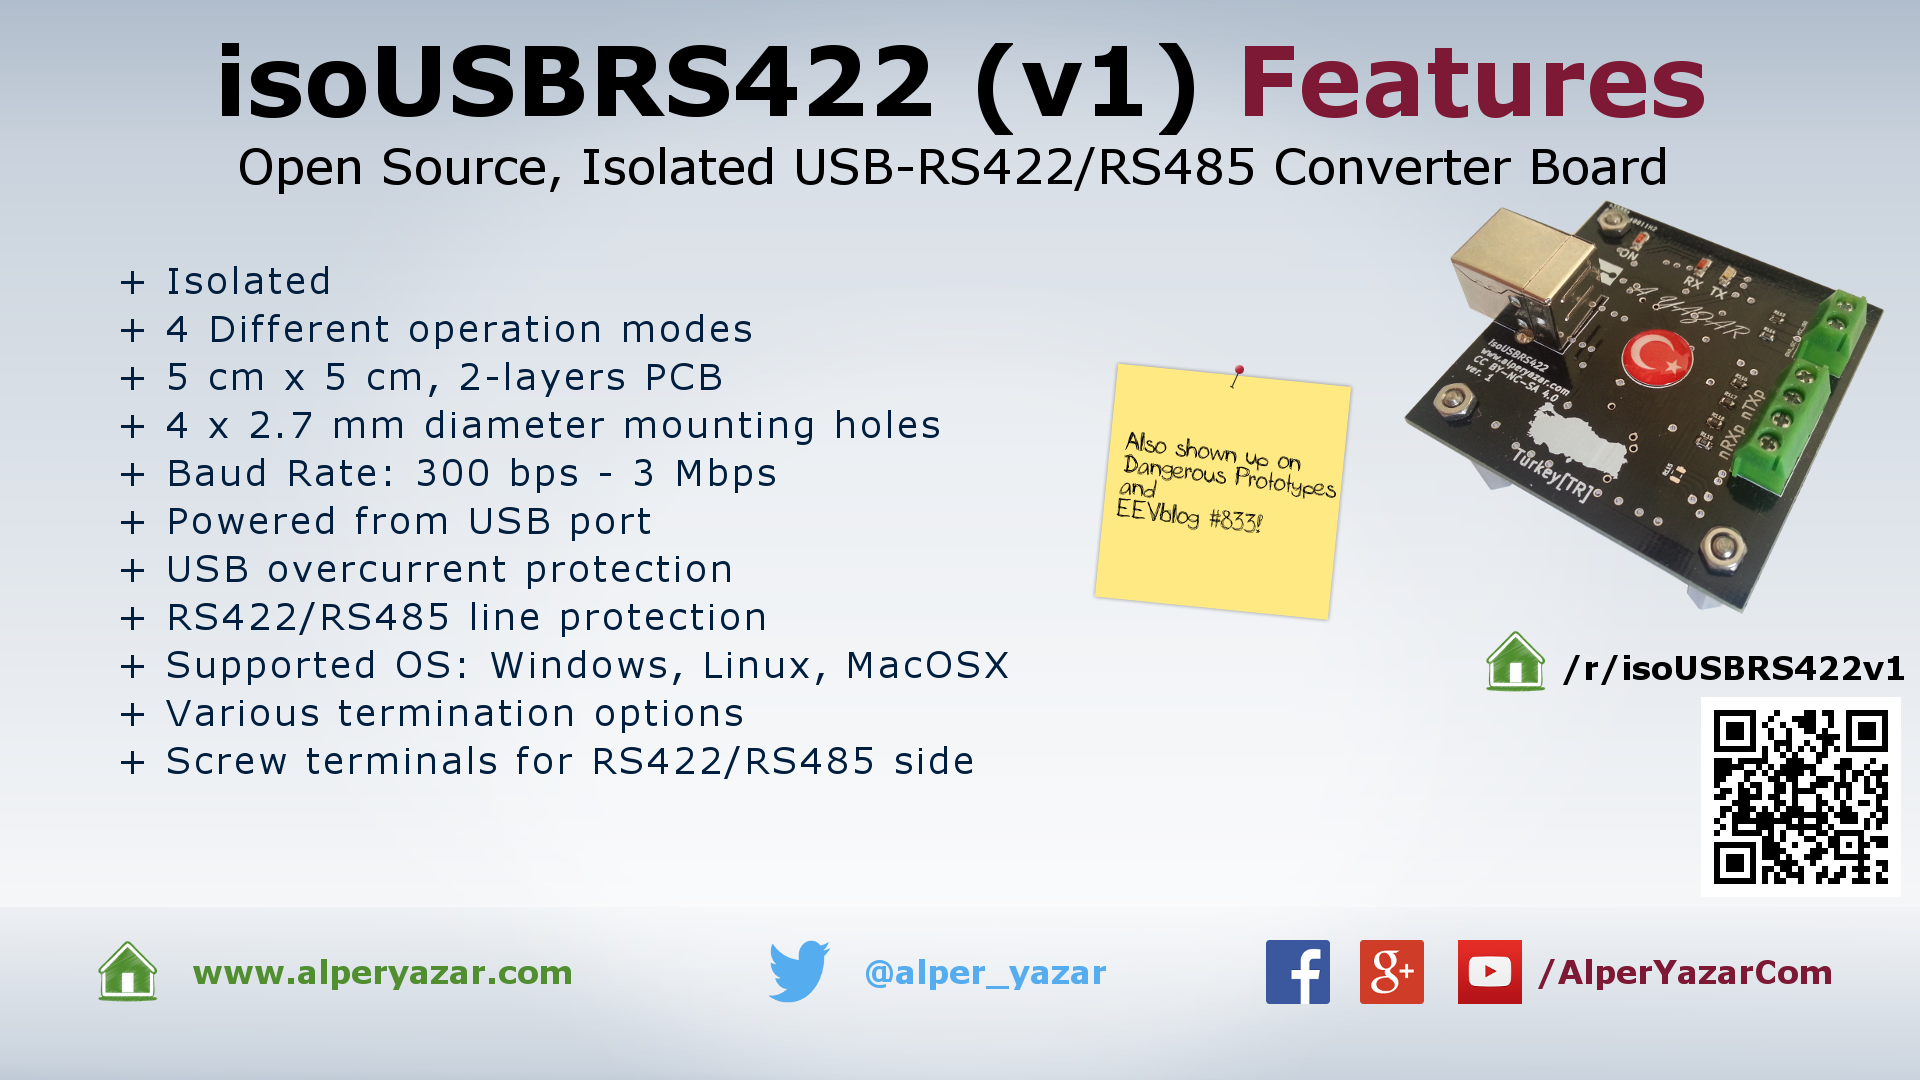 isoUSBRS422 (v1) Features
Open Source, Isolated USB-RS422/RS485 Converter Board
+ Isolated
+ 4 Different operation modes
+ 5 cm x 5 cm, 2-layers PCB
+ 4 x 2.7 mm diameter mounting holes
+ Baud Rate: 300 bps - 3 Mbps
+ Powered from USB port
+ USB overcurrent protection
+ RS422/RS485 line protection
+ Supported OS: Windows, Linux, MacOSX
+ Various termination options
+ Screw terminals for RS422/RS485 side
Also shown up on
Dangerous Prototypes
and
EEVblog #833!
ON
RX TX
A YAZAR
isoUSBRS422
www.alperyazar.com
CC BY-NC-SA 4.0
ver. 1
nTXp
nRXp
Turkey[TR]
/r/isoUSBRS422v1
www.alperyazar.com
@alper_yazar
f
g+
/AlperYazarCom